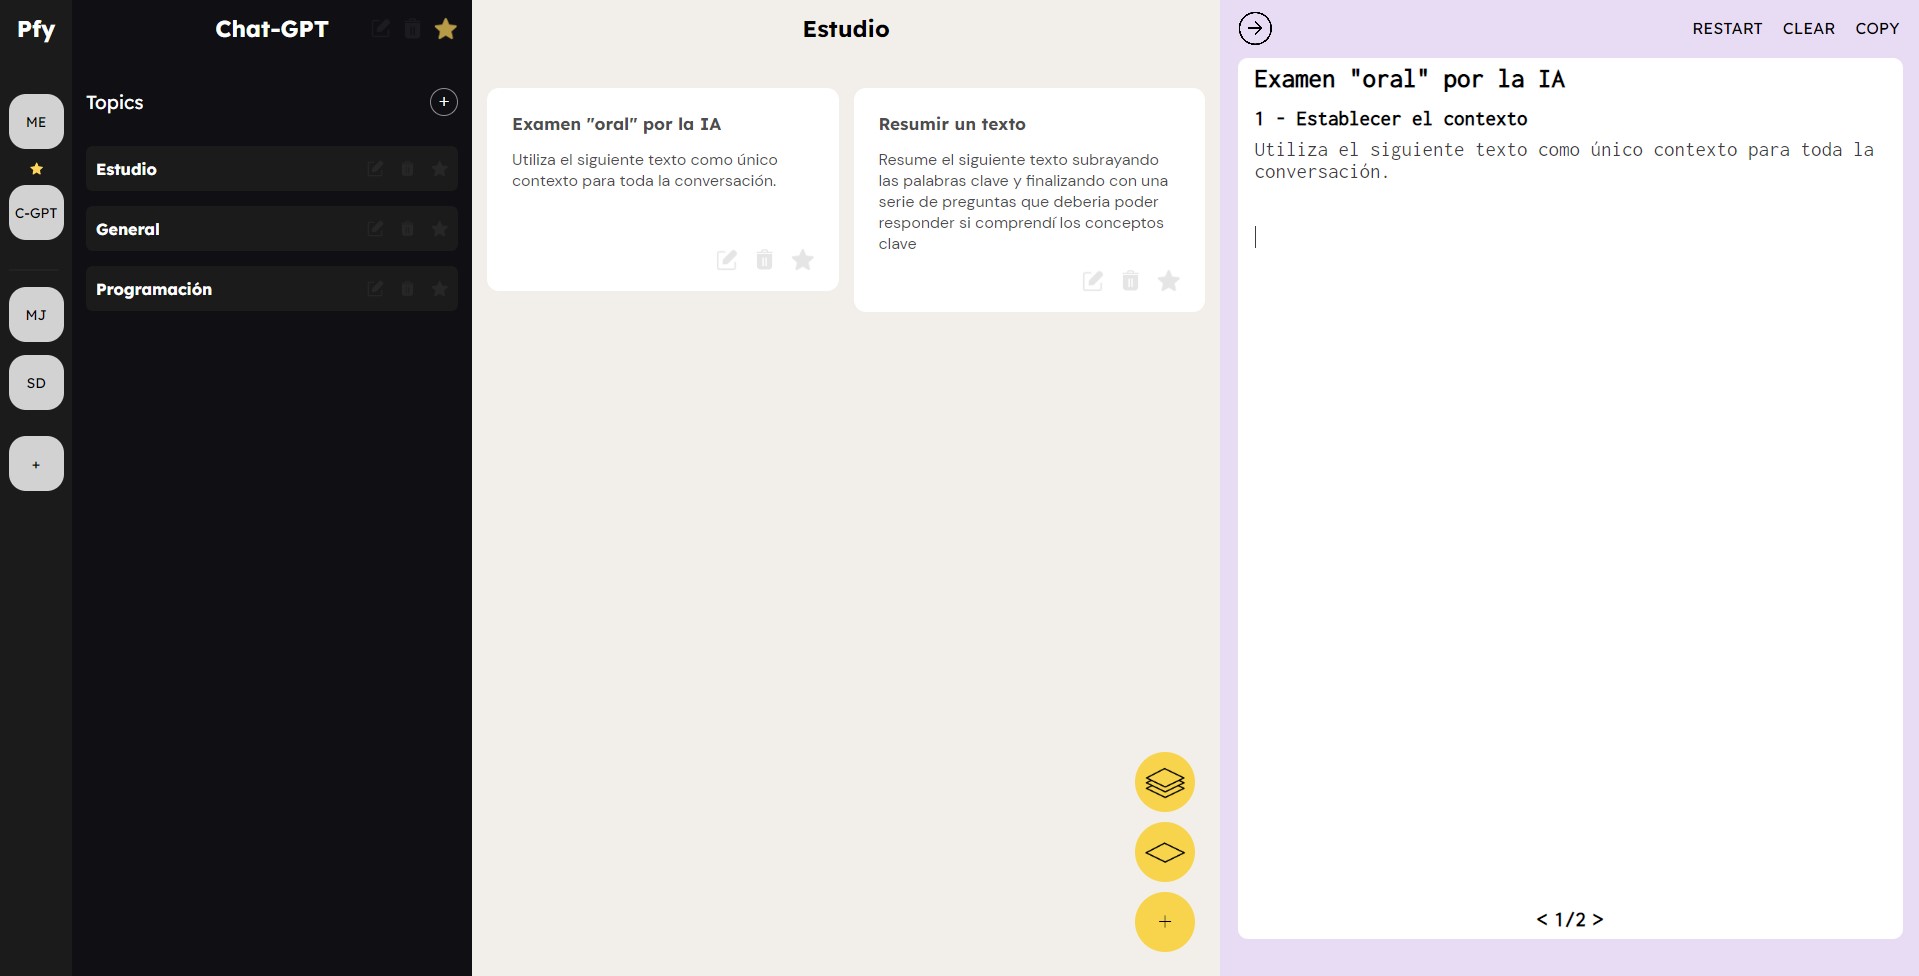 Pfy
ME
C-GPT
MJ
SD
+
Chat-GPT
Topics
+
Estudio
General
Programación
Estudio
Examen "oral" por la IA
Utiliza el siguiente texto como único
contexto para toda la conversación.
Resumir un texto
Resume el siguiente texto subrayando
las palabras clave y finalizando con una
serie de preguntas que deberia poder
responder si comprendí los conceptos
clave
+
RESTART CLEAR COPY
Examen "oral" por la IA
1 - Establecer el contexto
Utiliza el siguiente texto como único contexto para toda la
conversación.
< 1/2 >